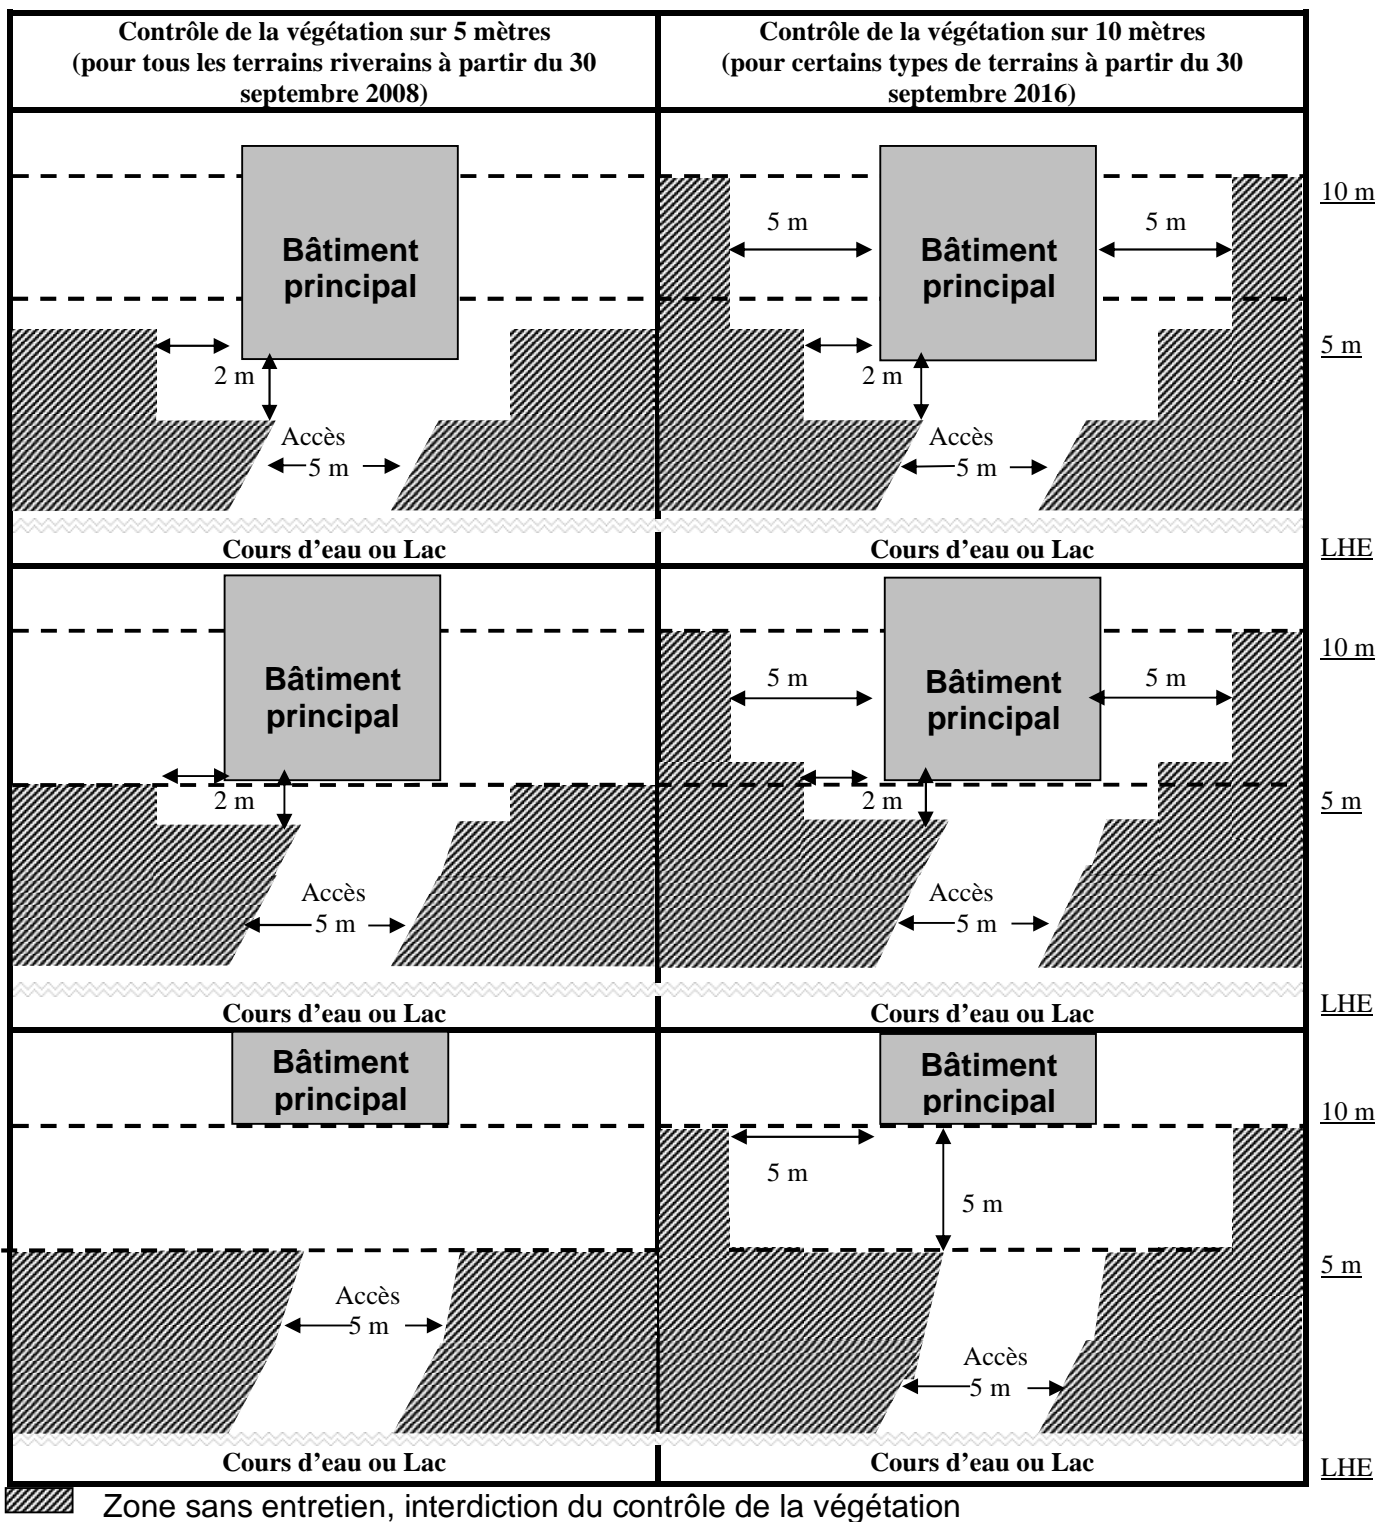 Contrôle de la végétation sur 5 mètres
(pour tous les terrains riverains à partir du 30
septembre 2008)
Contrôle de la végétation sur 10 mètres
(pour certains types de terrains à partir du 30
septembre 2016)
Bâtiment
principal
2 m
Accès
5 m
Cours d'eau ou Lac
5 m
5 m
Bâtiment
principal
2 m
Accès
5 m
Cours d'eau ou Lac
10 m
5 m
LHE
Bâtiment
principal
2 m
Accès
5 m
Cours d'eau ou Lac
5 m
5 m
Bâtiment
principal
2 m
Accès
5 m
Cours d'eau ou Lac
10 m
5 m
LHE
Bâtiment
principal
Accès
5 m
Cours d'eau ou Lac
Bâtiment
principal
5 m
5 m
Accès
5 m
Cours d'eau ou Lac
10 m
5 m
LHE
Zone sans entretien, interdiction du contrôle de la végétation